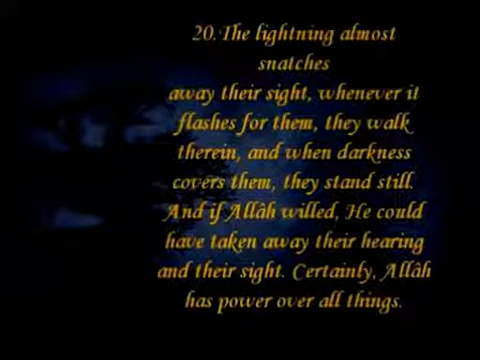 20. The lightning almost
snatches
away their sight, whenever it
flashes for them, they walk
therein, and when darkness
covers them, they stand still.
And if Allâh willed, He could
have taken away their hearing
and their sight. Certainly, Allâh
has power over all things.